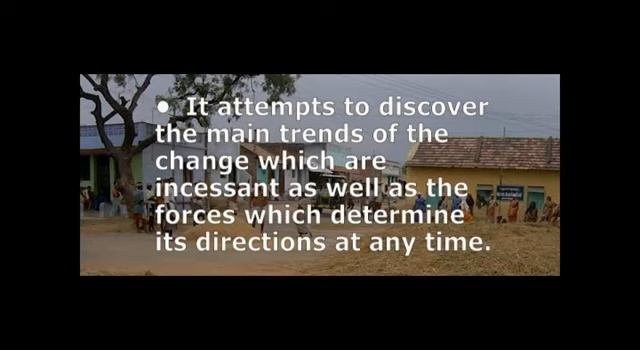 ● It attempts to discover
the main trends of the
change which are
incessant as well as the
forces which determine
its directions at any time.